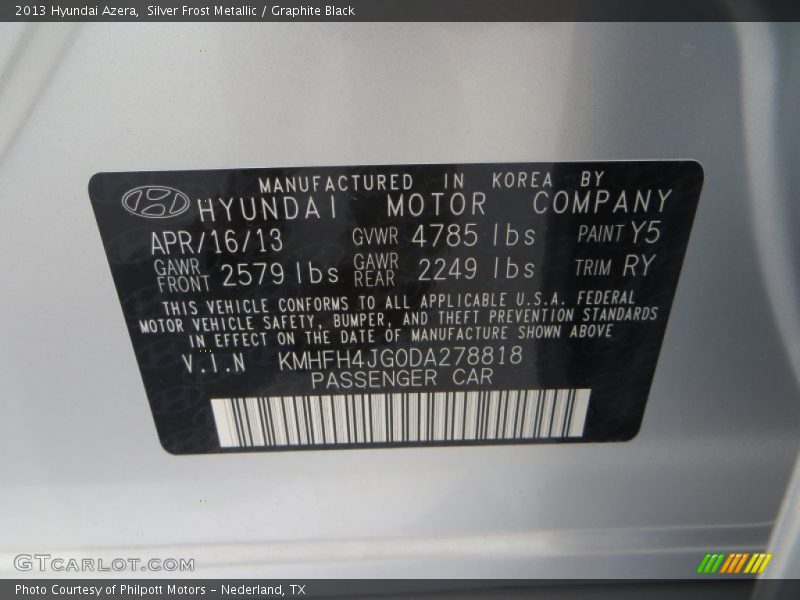 2013 Hyundai Azera, Silver Frost Metallic / Graphite Black
MANUFACTURED IN KOREA BY
HYUNDAI MOTOR COMPANY
APR/16/13 GVWR 4785 lbs PAINT Y5
GAWR FRONT 2579 lbs GAWR REAR 2249 lbs TRIM RY
THIS VEHICLE CONFORMS TO ALL APPLICABLE U.S.A. FEDERAL
MOTOR VEHICLE SAFETY, BUMPER, AND THEFT PREVENTION STANDARDS
IN EFFECT ON THE DATE OF MANUFACTURE SHOWN ABOVE
V.I.N KMHFH4JG0DA278818
PASSENGER CAR
GTCARLOT.COM
Photo Courtesy of Philpott Motors – Nederland, TX